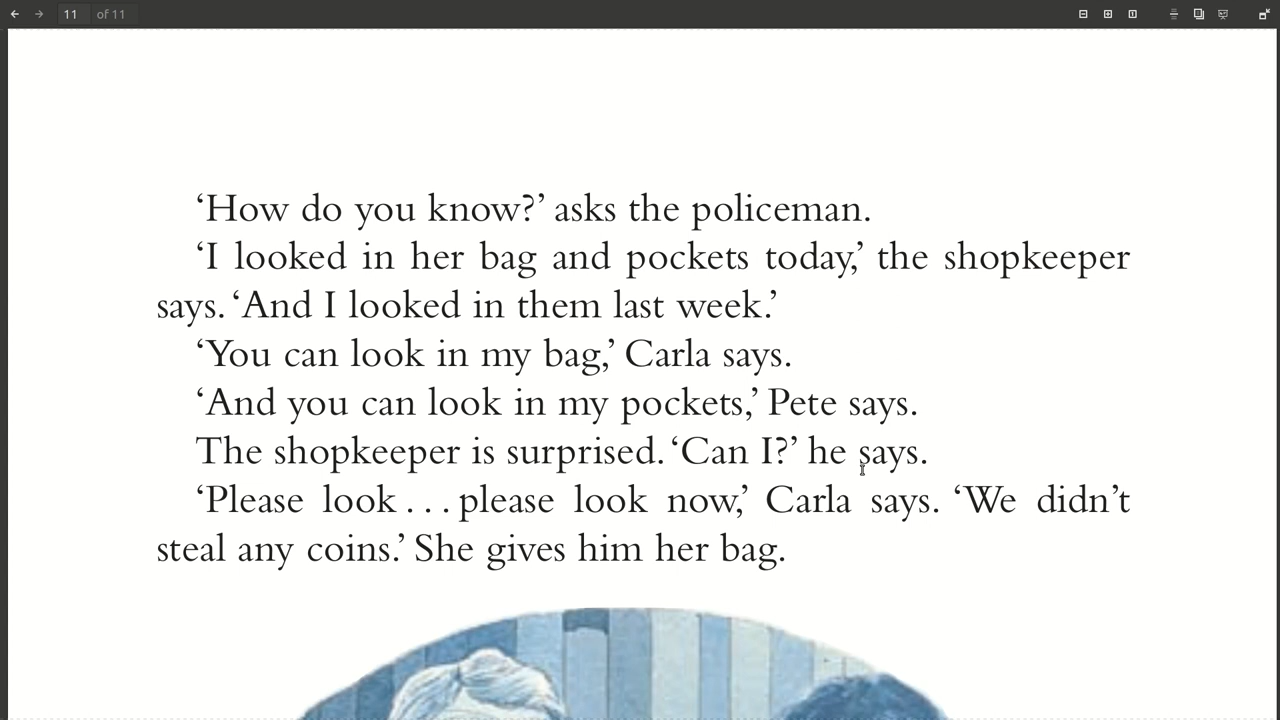 11 of 11
‘How do you know?’ asks the policeman.
‘I looked in her bag and pockets today,’ the shopkeeper
says. ‘And I looked in them last week.’
‘You can look in my bag,’ Carla says.
‘And you can look in my pockets,’ Pete says.
The shopkeeper is surprised. ‘Can I?’ he says.
‘Please look . . . please look now,’ Carla says. ‘We didn’t
steal any coins.’ She gives him her bag.